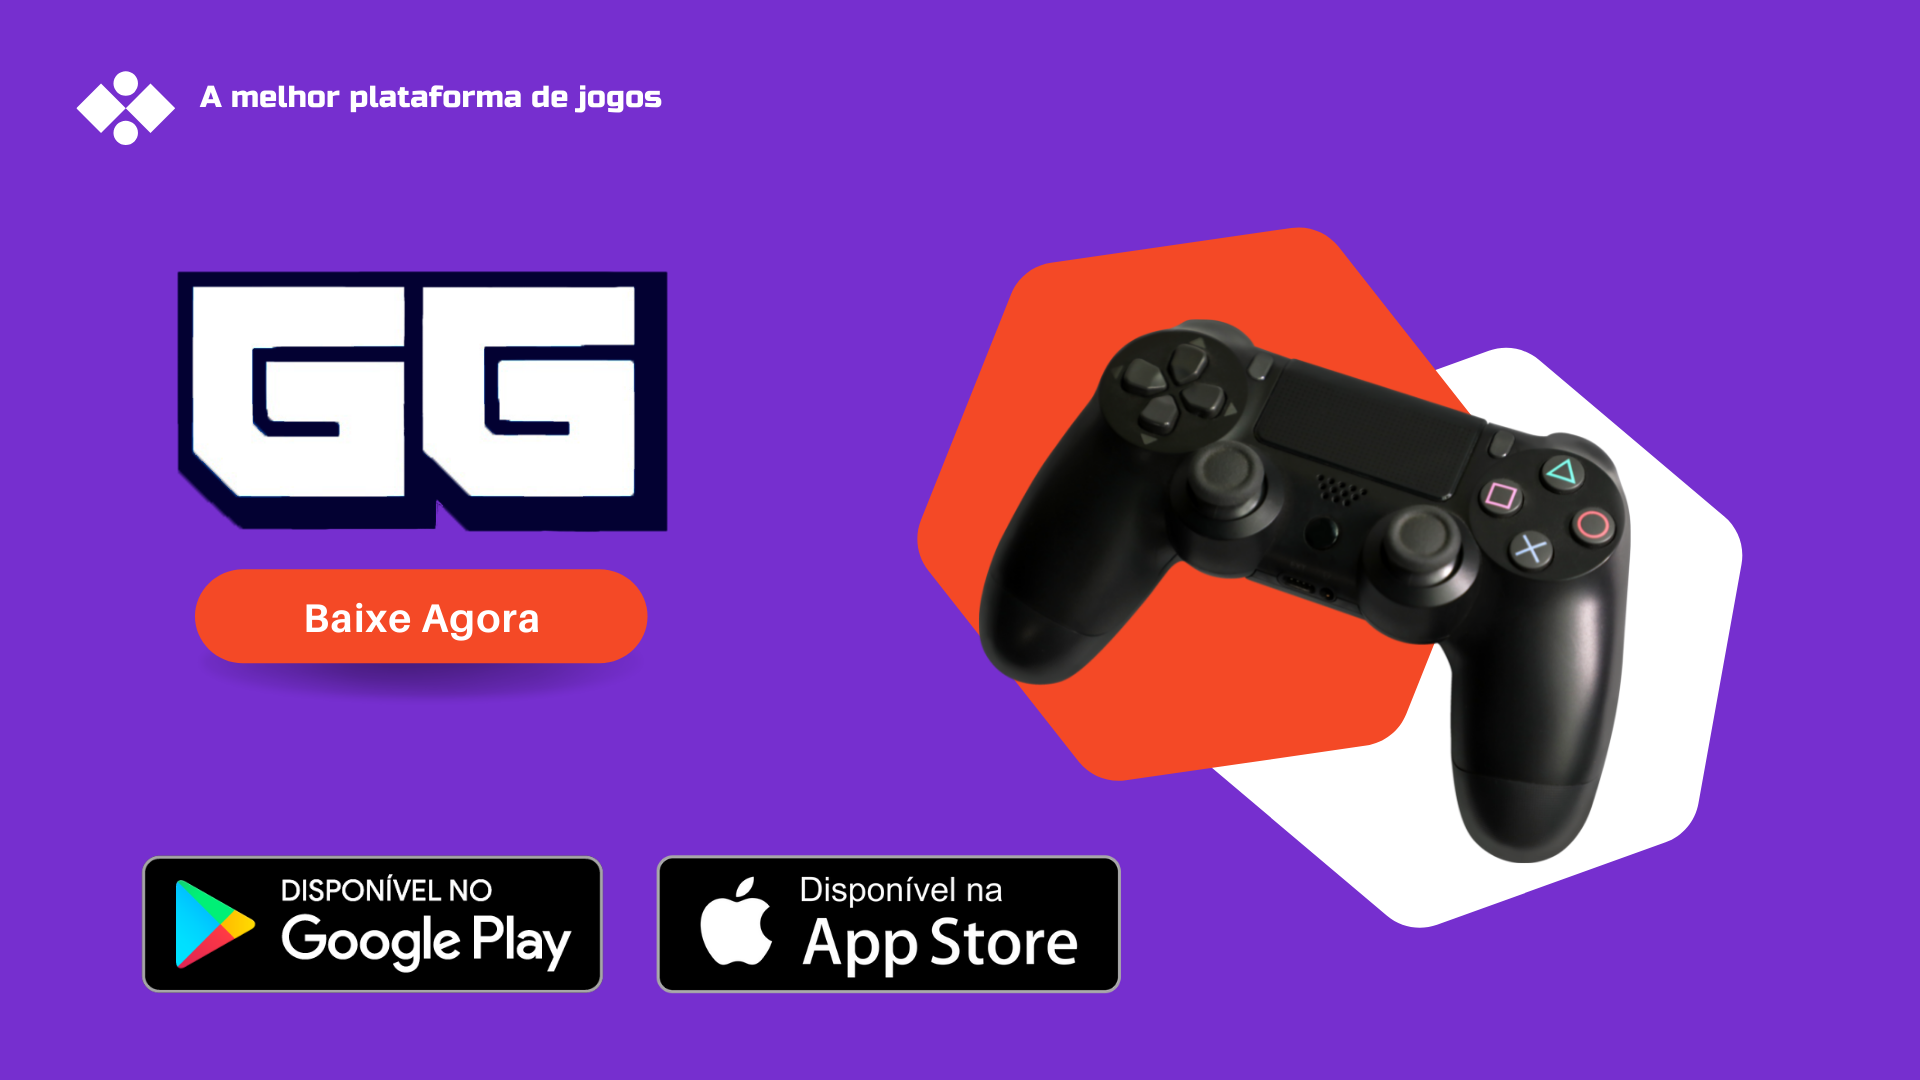 A melhor plataforma de jogos
GG
Baixe Agora
DISPONÍVEL NO
Google Play
Disponível na
App Store